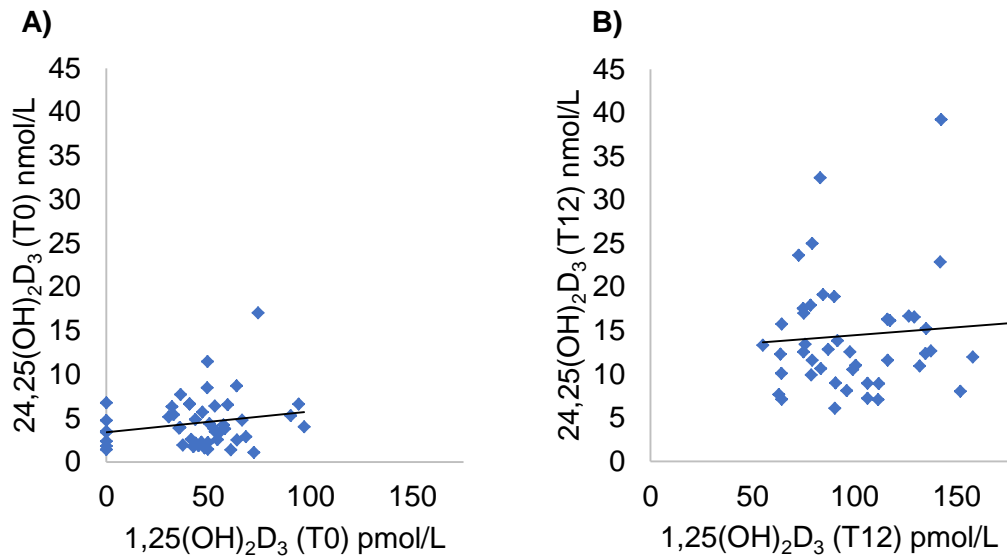 A)
24,25(OH)₂D₃ (T0) nmol/L
45
40
35
30
25
20
15
10
5
0
0 50 100 150
1,25(OH)₂D₃ (T0) pmol/L
B)
24,25(OH)₂D₃ (T12) nmol/L
45
40
35
30
25
20
15
10
5
0
0 50 100 150
1,25(OH)₂D₃ (T12) pmol/L